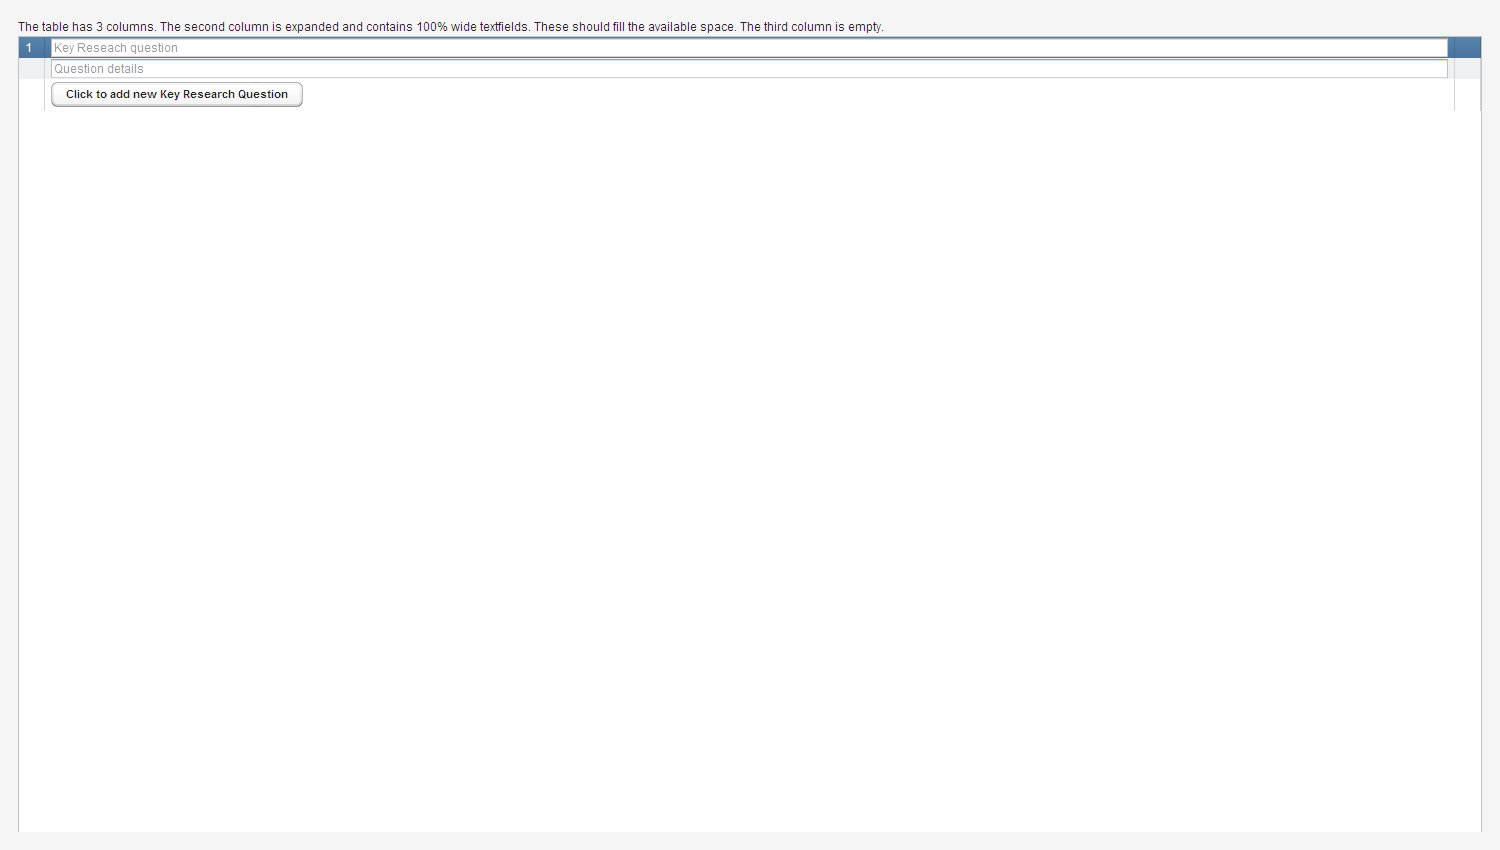 The table has 3 columns. The second column is expanded and contains 100% wide textfields. These should fill the available space. The third column is empty.
1 Key Reseach question
Question details
Click to add new Key Research Question